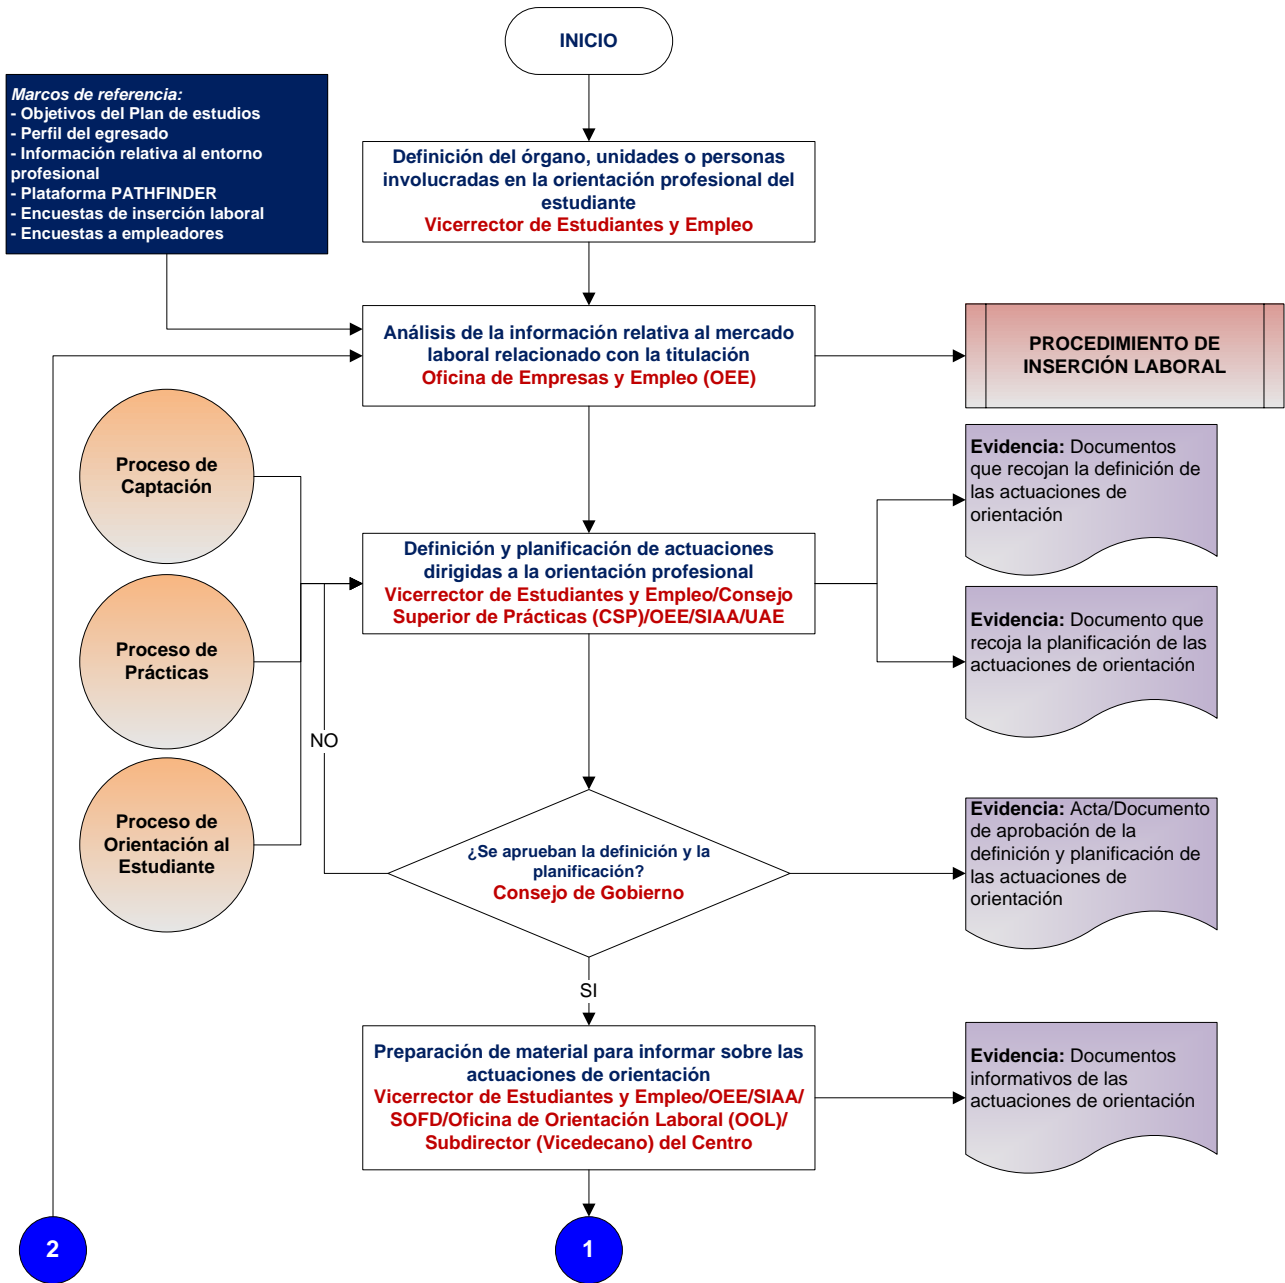 INICIO
Marcos de referencia:
- Objetivos del Plan de estudios
- Perfil del egresado
- Información relativa al entorno
profesional
- Plataforma PATHFINDER
- Encuestas de inserción laboral
- Encuestas a empleadores
Definición del órgano, unidades o personas
involucradas en la orientación profesional del
estudiante
Vicerrector de Estudiantes y Empleo
Análisis de la información relativa al mercado
laboral relacionado con la titulación
Oficina de Empresas y Empleo (OEE)
PROCEDIMIENTO DE
INSERCIÓN LABORAL
Proceso de
Captación
Evidencia: Documentos
que recojan la definición de
las actuaciones de
orientación
Definición y planificación de actuaciones
dirigidas a la orientación profesional
Vicerrector de Estudiantes y Empleo/Consejo
Superior de Prácticas (CSP)/OEE/SIAA/UAE
Proceso de
Prácticas
Evidencia: Documento que
recoja la planificación de las
actuaciones de orientación
NO
Proceso de
Orientación al
Estudiante
¿Se aprueban la definición y la
planificación?
Consejo de Gobierno
Evidencia: Acta/Documento
de aprobación de la
definición y planificación de
las actuaciones de
orientación
SI
Preparación de material para informar sobre las
actuaciones de orientación
Vicerrector de Estudiantes y Empleo/OEE/SIAA/
SOFD/Oficina de Orientación Laboral (OOL)/
Subdirector (Vicedecano) del Centro
Evidencia: Documentos
informativos de las
actuaciones de orientación
2
1